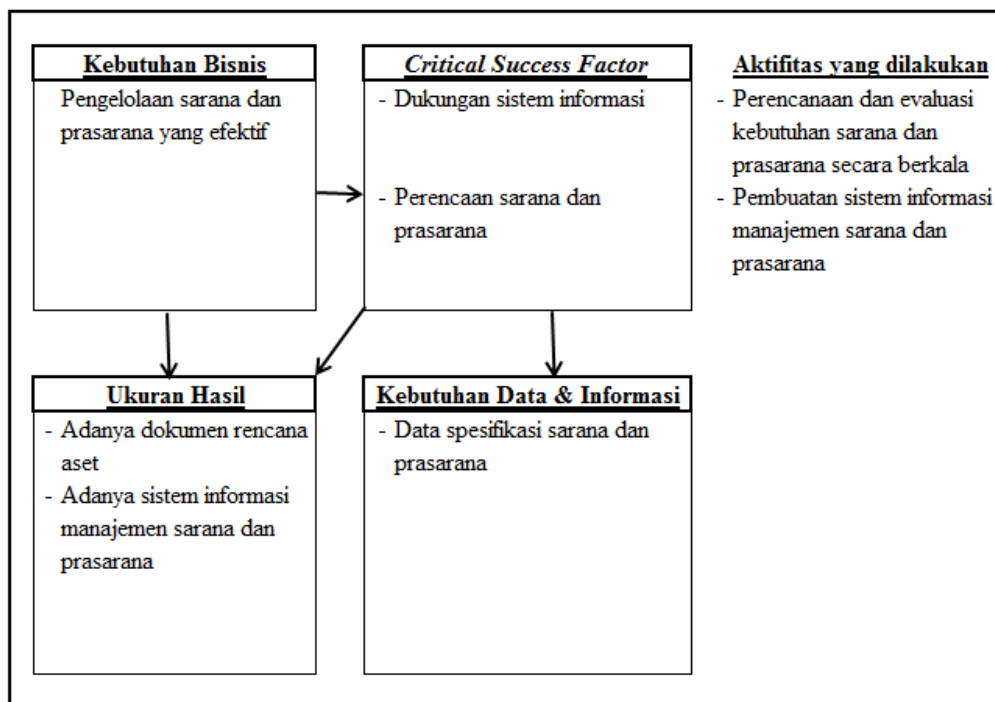 Kebutuhan Bisnis
Pengelolaan sarana dan
prasarana yang efektif
Critical Success Factor
- Dukungan sistem informasi
- Perencaan sarana dan
prasarana
Aktifitas yang dilakukan
- Perencanaan dan evaluasi
kebutuhan sarana dan
prasarana secara berkala
- Pembuatan sistem informasi
manajemen sarana dan
prasarana
Ukuran Hasil
- Adanya dokumen rencana
aset
- Adanya sistem informasi
manajemen sarana dan
prasarana
Kebutuhan Data & Informasi
- Data spesifikasi sarana dan
prasarana